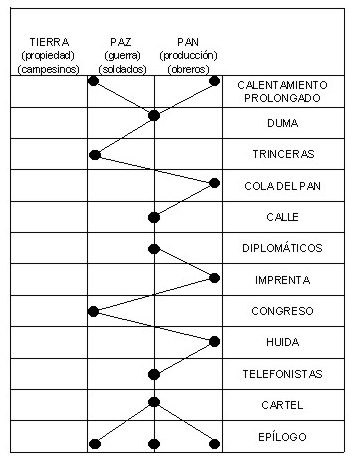 TIERRA
(propiedad)
(campesinos)
PAZ
(guerra)
(soldados)
PAN
(producción)
(obreros)
CALENTAMIENTO
PROLONGADO
DUMA
TRINCERAS
COLA DEL PAN
CALLE
DIPLOMÁTICOS
IMPRENTA
CONGRESO
HUIDA
TELEFONISTAS
CARTEL
EPÍLOGO